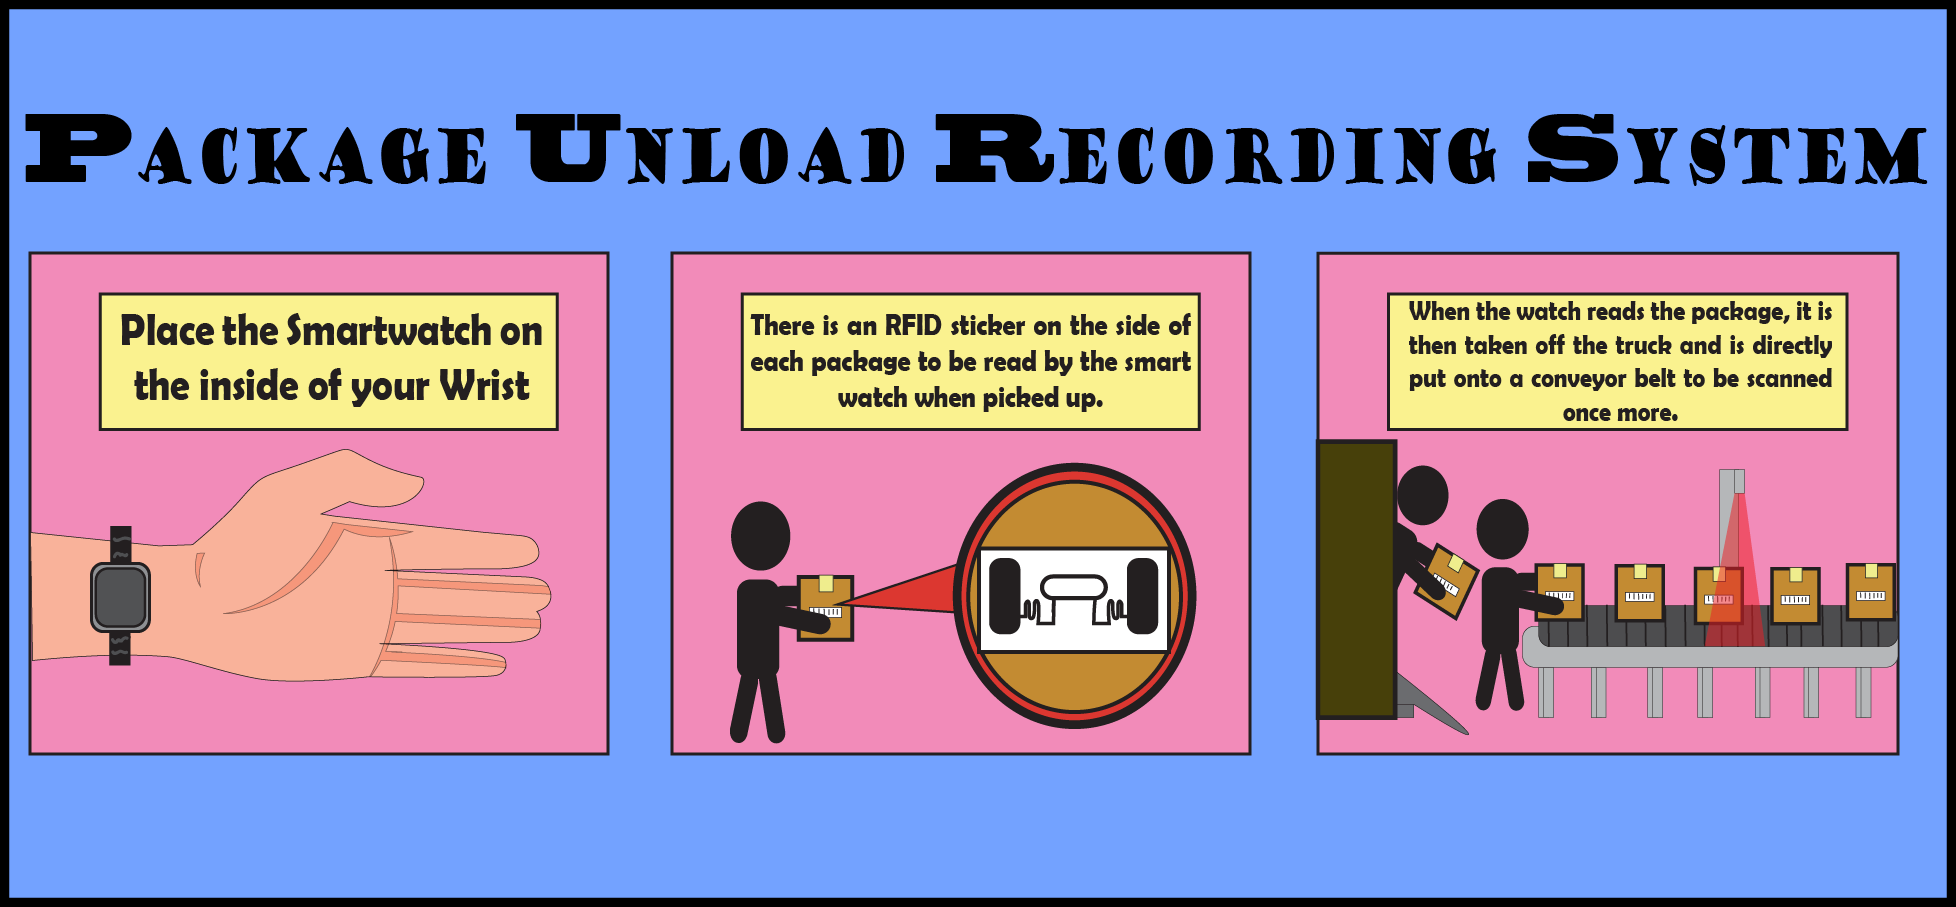 Package Unload Recording System
Place the Smartwatch on
the inside of your Wrist
There is an RFID sticker on the side of
each package to be read by the smart
watch when picked up.
When the watch reads the package, it is
then taken off the truck and is directly
put onto a conveyor belt to be scanned
once more.